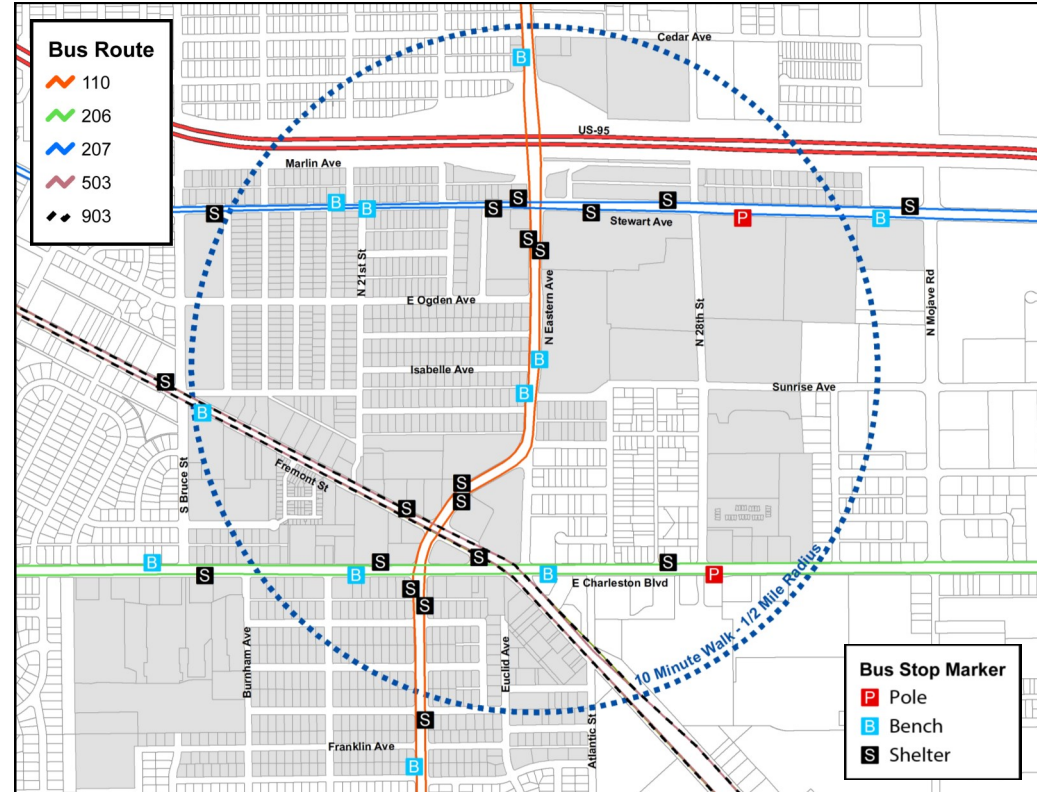 Bus Route
110
206
207
503
903
Cedar Ave
US-95
Marlin Ave
B
S
B
B
S
S
S
S
P
B
S
Stewart Ave
S
S
N 21st St
E Ogden Ave
N Eastern Ave
N 28th St
N Mojave Rd
B
Isabelle Ave
B
Sunrise Ave
S
B
S Bruce St
Fremont St
S
S
S
B
S
B
S
S
B
S
P
E Charleston Blvd
S
S
10 Minute Walk - 1/2 Mile Radius
Burnham Ave
Euclid Ave
Atlantic St
S
Franklin Ave
B
Bus Stop Marker
P Pole
B Bench
S Shelter